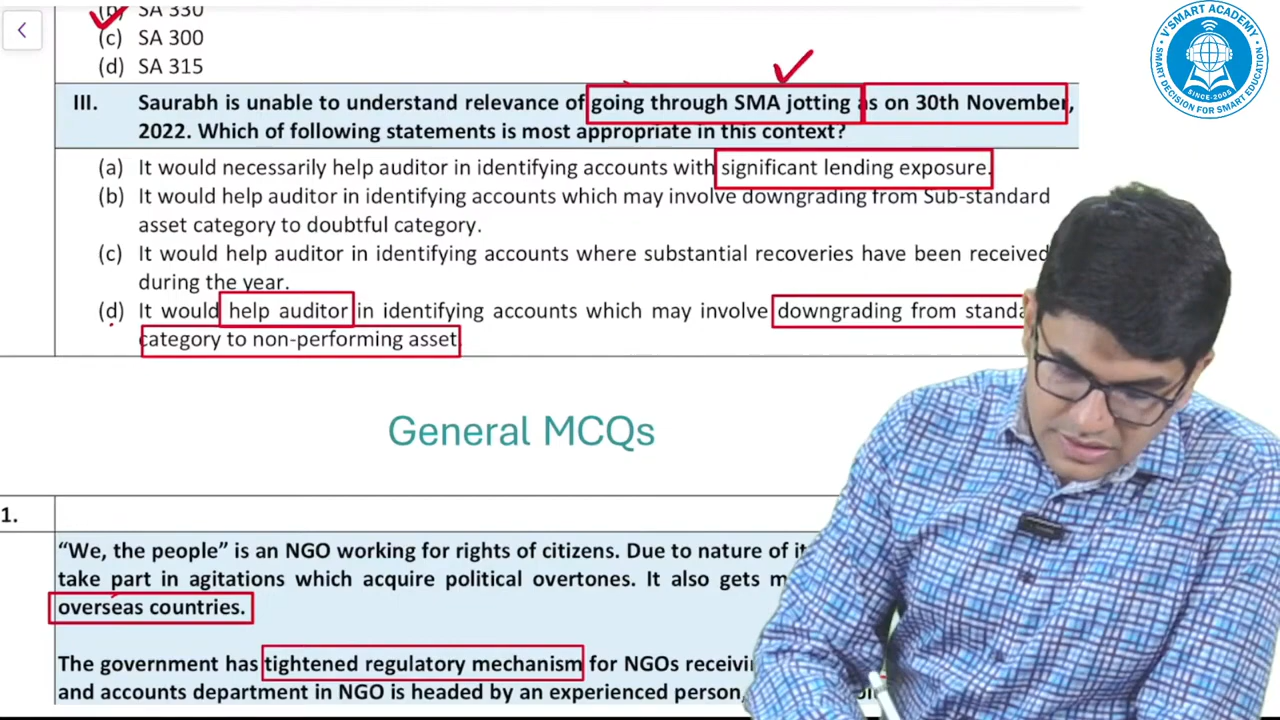 (b) SA 330
(c) SA 300
(d) SA 315
III. Saurabh is unable to understand relevance of going through SMA jotting as on 30th November,
2022. Which of following statements is most appropriate in this context?
(a) It would necessarily help auditor in identifying accounts with significant lending exposure.
(b) It would help auditor in identifying accounts which may involve downgrading from Sub-standard
asset category to doubtful category.
(c) It would help auditor in identifying accounts where substantial recoveries have been received
during the year.
(d) It would help auditor in identifying accounts which may involve downgrading from
category to non-performing asset.
General MCQs
1.
“We, the people” is an NGO working for rights of citizens. Due to nature of
take part in agitations which acquire political overtones. It also gets
overseas countries.
The government has tightened regulatory mechanism for NGOs
and accounts department in NGO is headed by an experienced person,
V'SMART ACADEMY
SINCE-2005
SMART DECISION FOR SMART EDUCATION